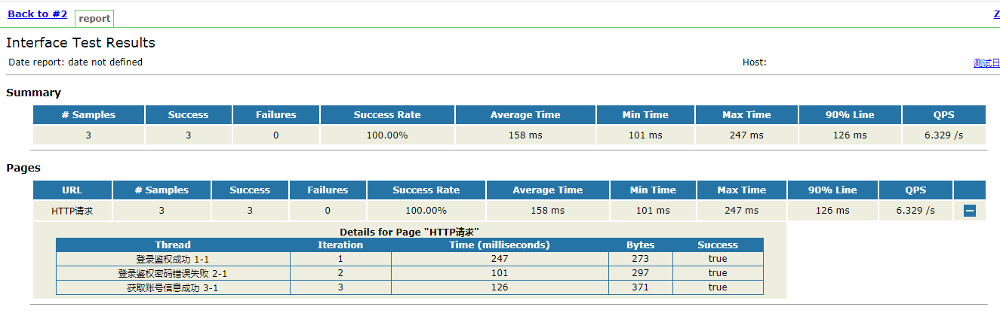 Back to #2 report Z
Interface Test Results
Date report: date not defined Host: 测试日
Summary
# Samples Success Failures Success Rate Average Time Min Time Max Time 90% Line QPS
3 3 0 100.00% 158 ms 101 ms 247 ms 126 ms 6.329 /s
Pages
URL # Samples Success Failures Success Rate Average Time Min Time Max Time 90% Line QPS
HTTP请求 3 3 0 100.00% 158 ms 101 ms 247 ms 126 ms 6.329 /s
Details for Page "HTTP请求"
Thread Iteration Time (milliseconds) Bytes Success
登录鉴权成功 1-1 1 247 273 true
登录鉴权密码错误失败 2-1 2 101 297 true
获取账号信息成功 3-1 3 126 371 true